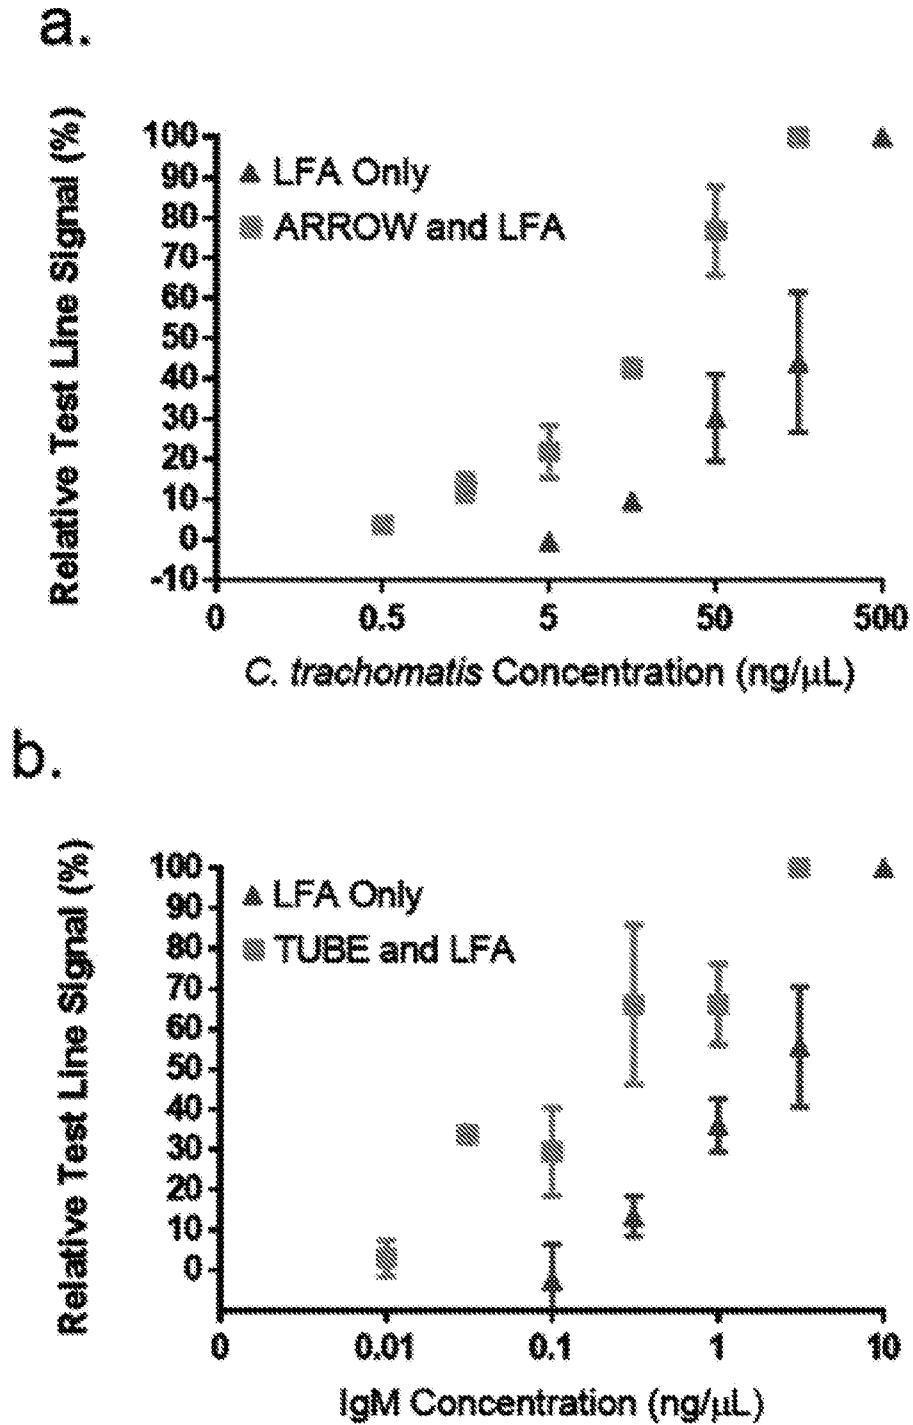 a.
Relative Test Line Signal (%)
100
90
80
70
60
50
40
30
20
10
0
-10
LFA Only
ARROW and LFA
0 0.5 5 50 500
C. trachomatis Concentration (ng/μL)
b.
Relative Test Line Signal (%)
100
90
80
70
60
50
40
30
20
10
0
LFA Only
TUBE and LFA
0 0.01 0.1 1 10
IgM Concentration (ng/μL)